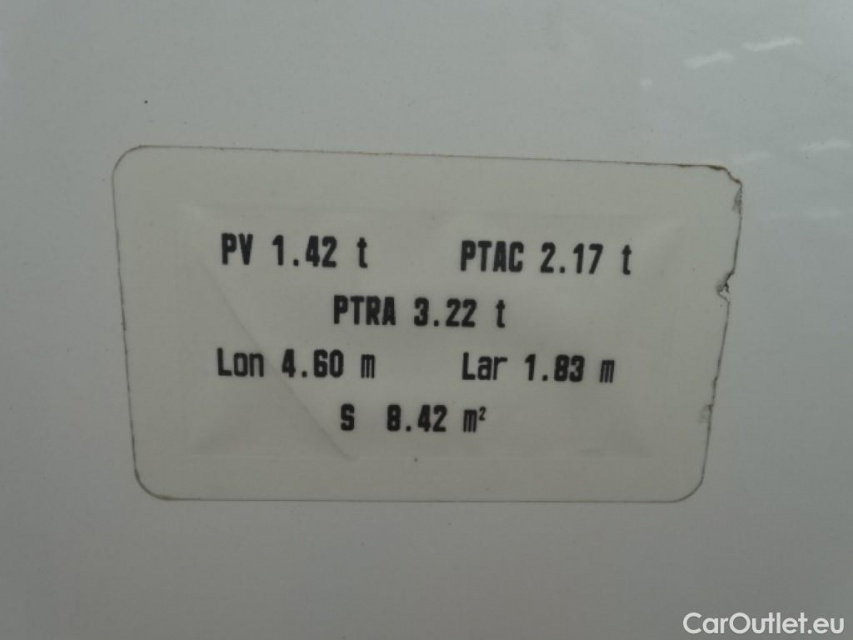 PV 1.42 t PTAC 2.17 t
PTRA 3.22 t
Lon 4.60 m Lar 1.83 m
S 8.42 m²
CarOutlet.eu